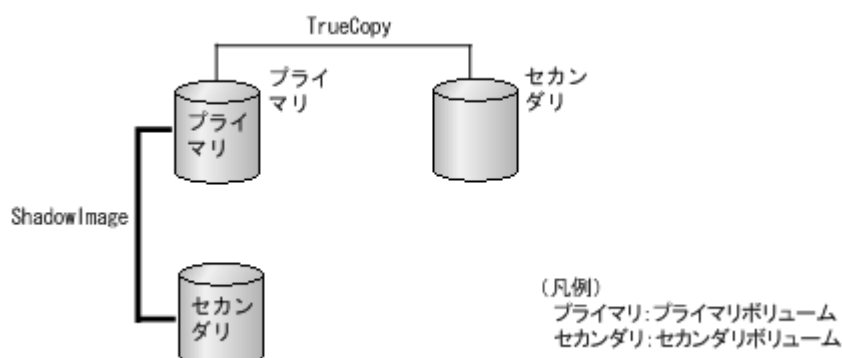 TrueCopy
プライ
マリ
セカン
ダリ
プライ
マリ
ShadowImage
セカン
ダリ
(凡例)
プライマリ:プライマリボリューム
セカンダリ:セカンダリボリューム